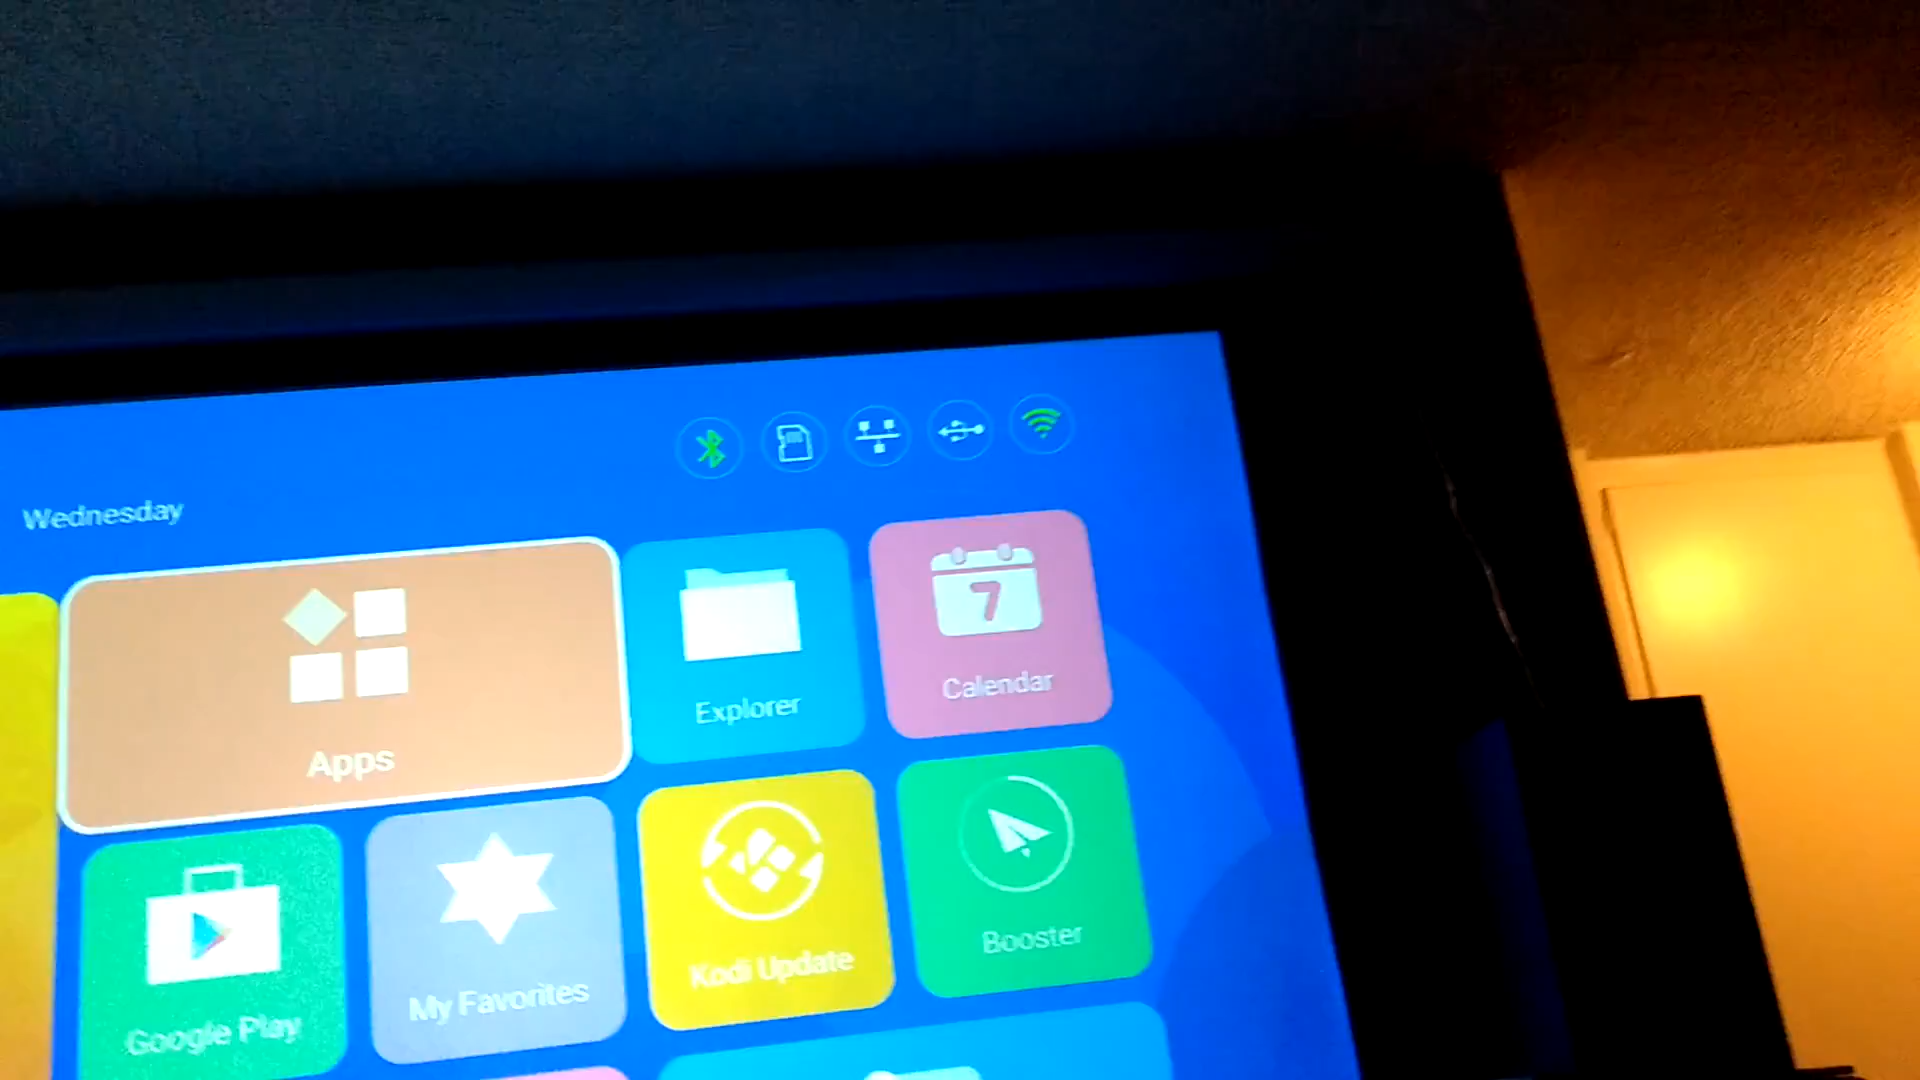 Wednesday
Apps
Explorer
7
Calendar
Google Play
My Favorites
Kodi Update
Booster